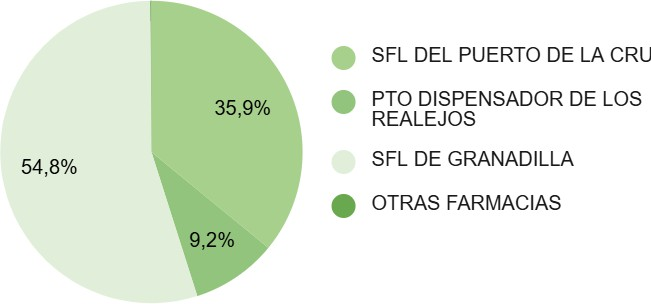 35,9%
9,2%
54,8%
SFL DEL PUERTO DE LA CRU
PTO DISPENSADOR DE LOS
REALEJOS
SFL DE GRANADILLA
OTRAS FARMACIAS